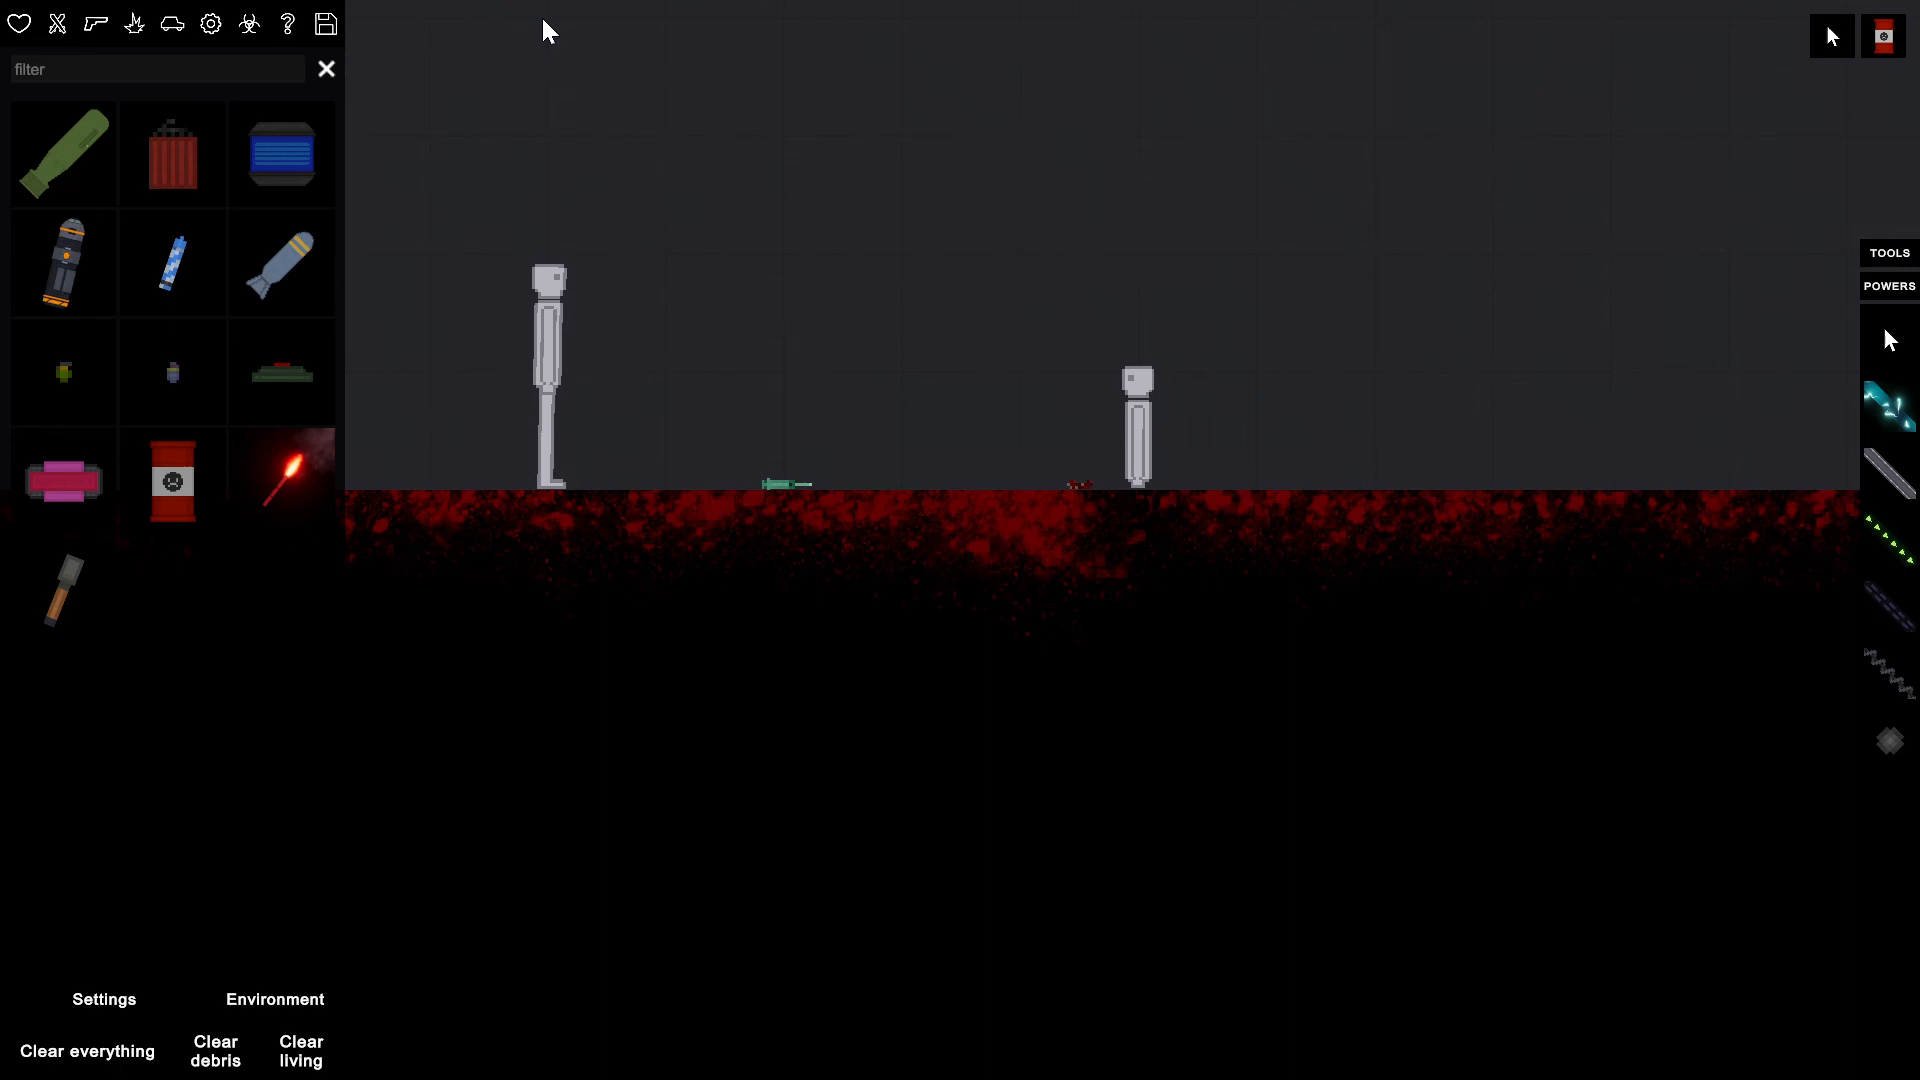 filter
TOOLS
POWERS
Settings
Environment
Clear everything
Clear
debris
Clear
living